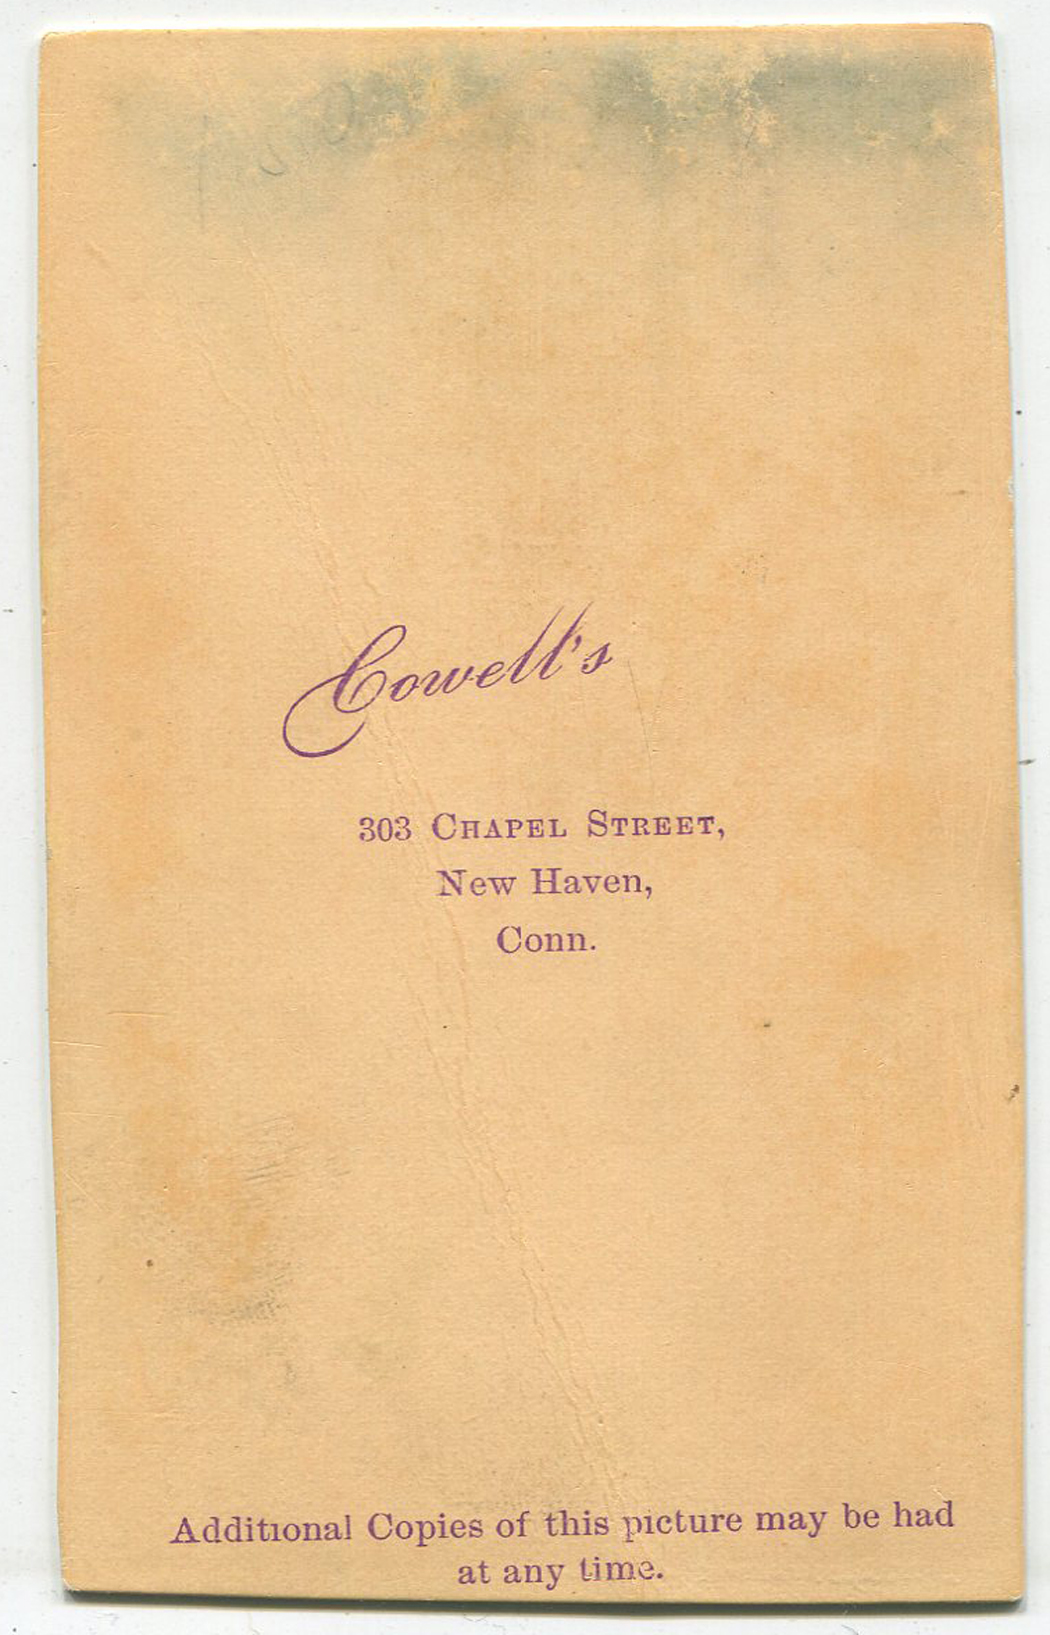 Cowell's
303 Chapel Street,
New Haven,
Conn.
Additional Copies of this picture may be had
at any time.